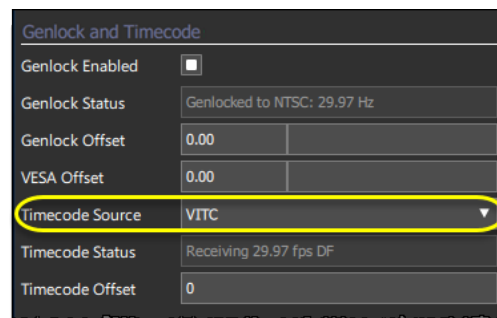 Genlock and Timecode
Genlock Enabled
Genlock Status Genlocked to NTSC: 29.97 Hz
Genlock Offset 0.00
VESA Offset 0.00
Timecode Source VITC
Timecode Status Receiving 29.97 fps DF
Timecode Offset 0